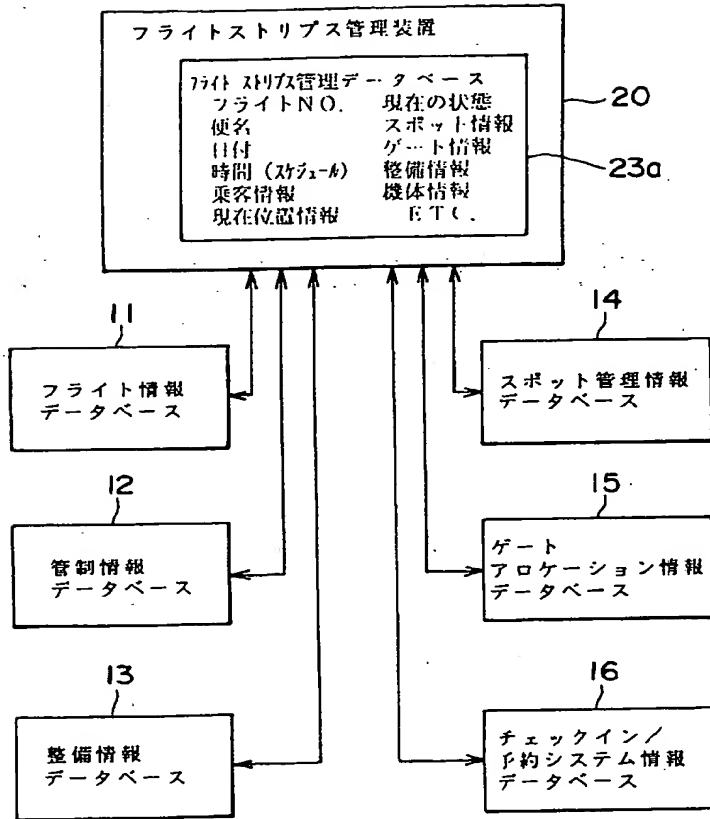 フライトストリプス管理装置
フライト ストリプス管理データベース
フライトNO. 現在の状態
便名 スポット情報
日付 ゲート情報
時間(スケジュール) 整備情報
乗客情報 機体情報
現在位置情報 ETC.
20
23a
11
フライト情報
データベース
14
スポット管理情報
データベース
12
管制情報
データベース
15
ゲート
アロケーション情報
データベース
13
整備情報
データベース
16
チェックイン/
予約システム情報
データベース